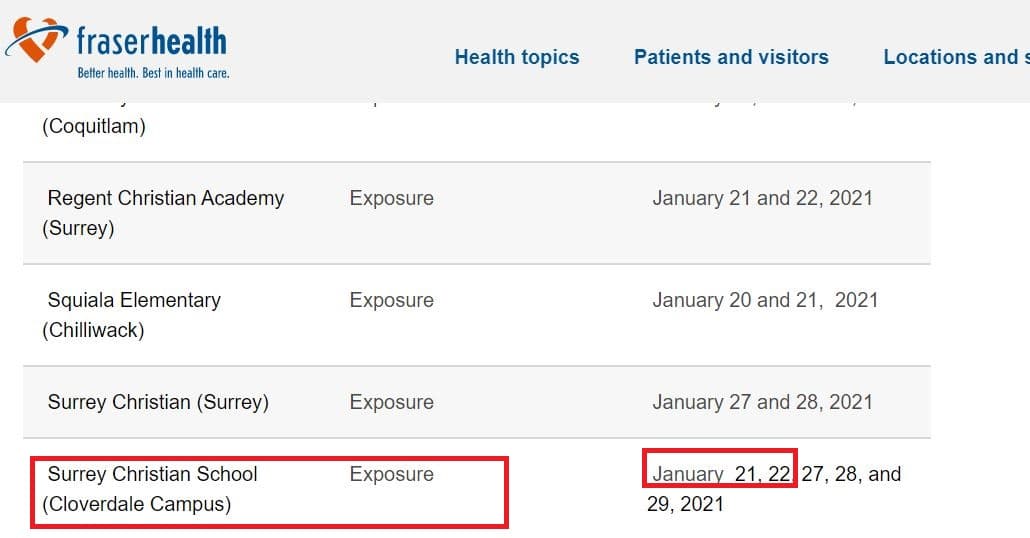 fraserhealth
Better health. Best in health care.
Health topics Patients and visitors Locations and
(Coquitlam)
Regent Christian Academy Exposure January 21 and 22, 2021
(Surrey)
Squiala Elementary Exposure January 20 and 21, 2021
(Chilliwack)
Surrey Christian (Surrey) Exposure January 27 and 28, 2021
Surrey Christian School Exposure January 21, 22, 27, 28, and
(Cloverdale Campus) 29, 2021